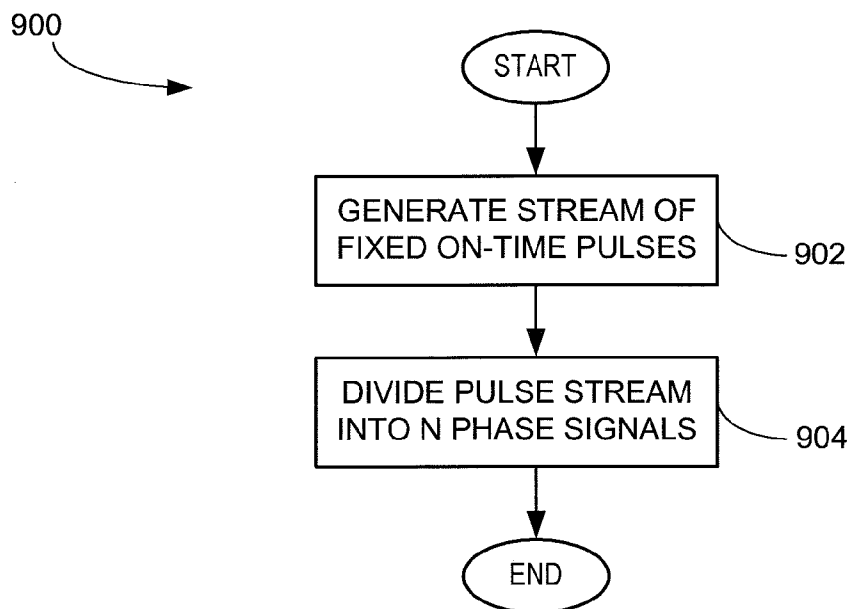 900
START
GENERATE STREAM OF
FIXED ON-TIME PULSES
902
DIVIDE PULSE STREAM
INTO N PHASE SIGNALS
904
END